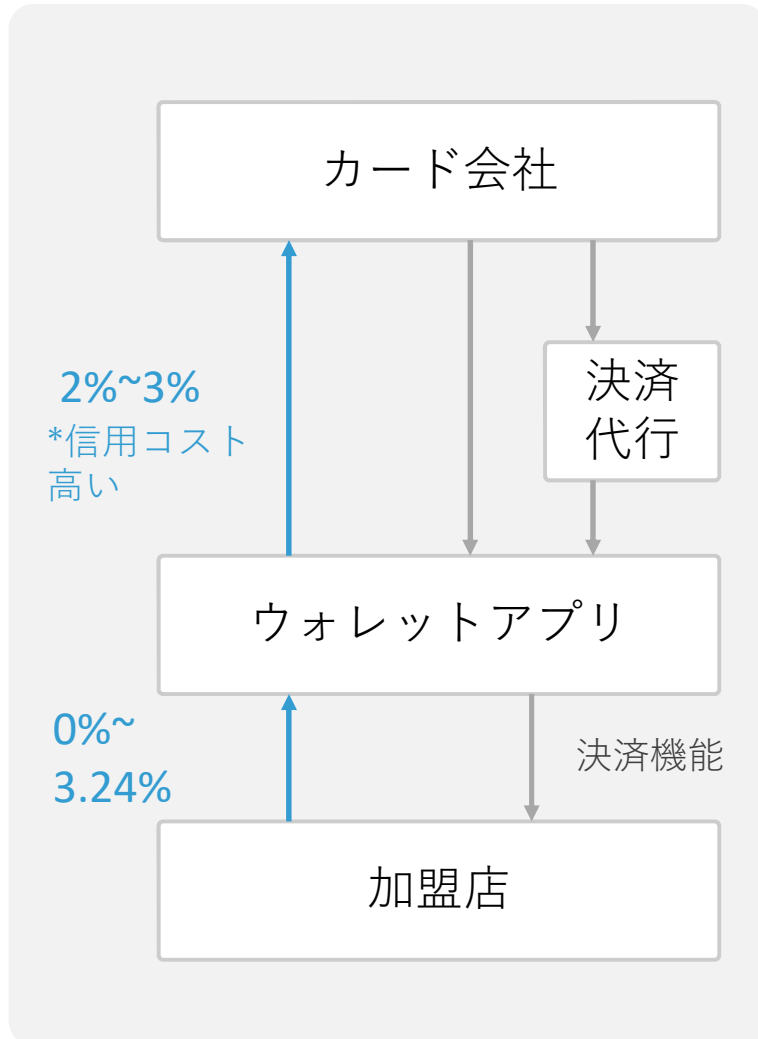 カード会社
2%~3%
*信用コスト
高い
決済
代行
ウォレットアプリ
0%~
3.24%
決済機能
加盟店